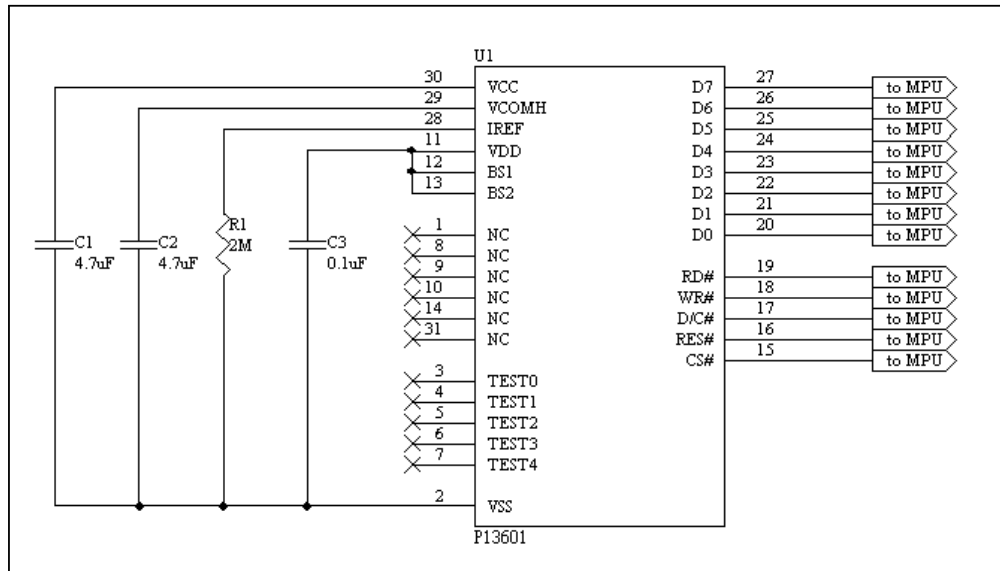 U1
30 VCC D7 27 to MPU
29 VCOMH D6 26 to MPU
28 IREF D5 25 to MPU
11 VDD D4 24 to MPU
12 BS1 D3 23 to MPU
13 BS2 D2 22 to MPU
D1 21 to MPU
1 NC D0 20 to MPU
8 NC
9 NC RD# 19 to MPU
10 NC WR# 18 to MPU
14 NC D/C# 17 to MPU
31 NC RES# 16 to MPU
CS# 15 to MPU
3 TEST0
4 TEST1
5 TEST2
6 TEST3
7 TEST4
2 VSS
P13601
C1
4.7uF
C2
4.7uF
R1
2M
C3
0.1uF